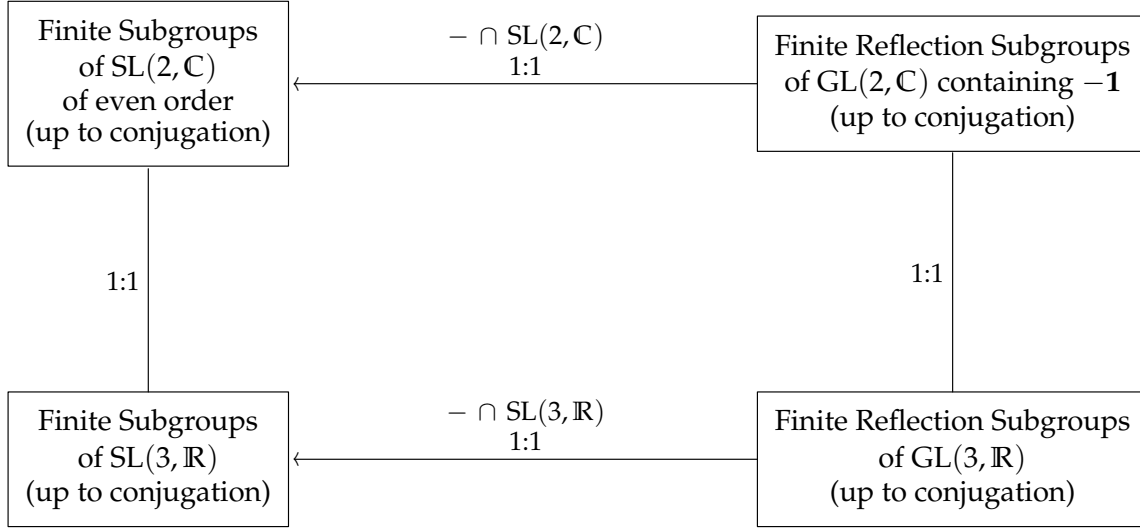 Finite Subgroups
of SL(2, ℂ)
of even order
(up to conjugation)
− ∩ SL(2, ℂ)
1:1
Finite Reflection Subgroups
of GL(2, ℂ) containing −𝟏
(up to conjugation)
1:1
1:1
Finite Subgroups
of SL(3, ℝ)
(up to conjugation)
− ∩ SL(3, ℝ)
1:1
Finite Reflection Subgroups
of GL(3, ℝ)
(up to conjugation)